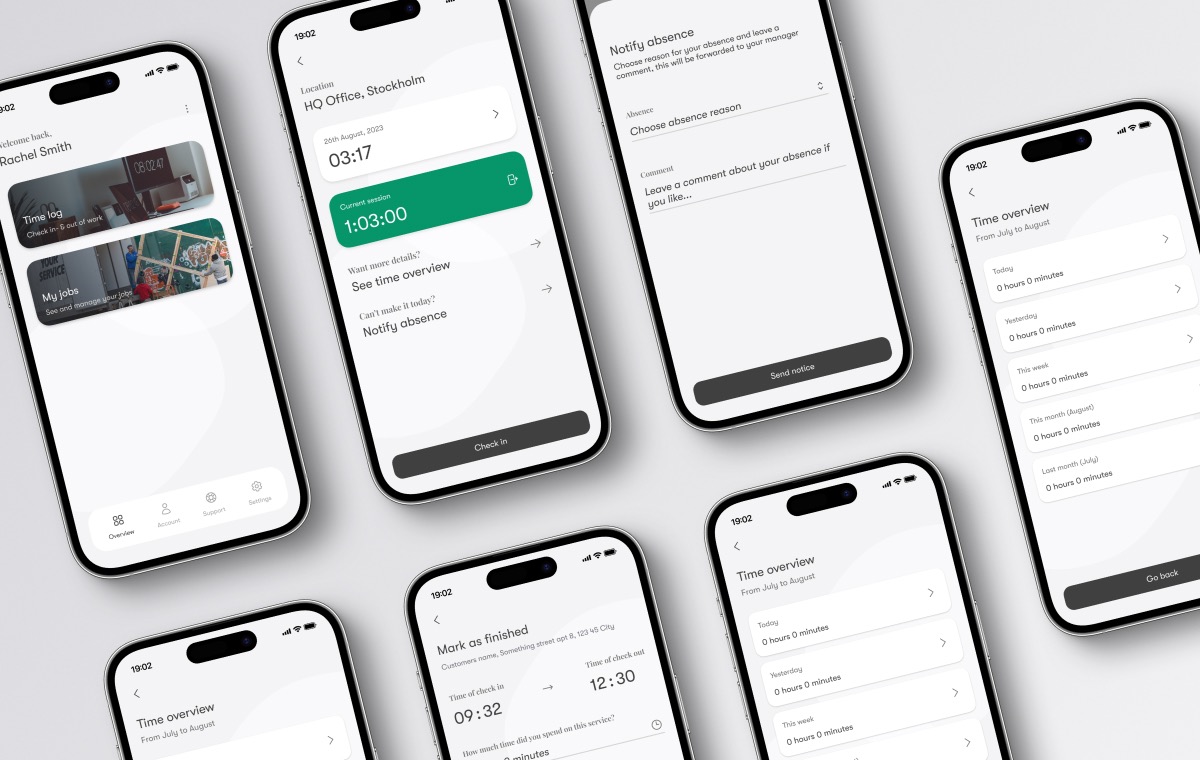 19:02
Welcome back,
Rachel Smith
08:02:47
Time log
Check in- & out of work
YOUR
SERVICE
My jobs
See and manage your jobs
Overview
Account
Support
Settings
19:02
Location
HQ Office, Stockholm
26th August, 2023
03:17
Current session
1:03:00
Want more details?
See time overview
Can't make it today?
Notify absence
Check in
Notify absence
Choose reason for your absence and leave a
comment, this will be forwarded to your manager
Absence
Choose absence reason
Comment
Leave a comment about your absence if
you like...
Send notice
19:02
Time overview
From July to August
Today
0 hours 0 minutes
Yesterday
0 hours 0 minutes
This week
0 hours 0 minutes
This month (August)
0 hours 0 minutes
Last month (July)
0 hours 0 minutes
Go back
19:02
Time overview
From July to August
19:02
Mark as finished
Customers name, Something street apt 8, 123 45 City
Time of check in
09:32
Time of check out
12:30
How much time did you spend on this service?
minutes
19:02
Time overview
From July to August
Today
0 hours 0 minutes
Yesterday
0 hours 0 minutes
This week
0 hours 0 minutes